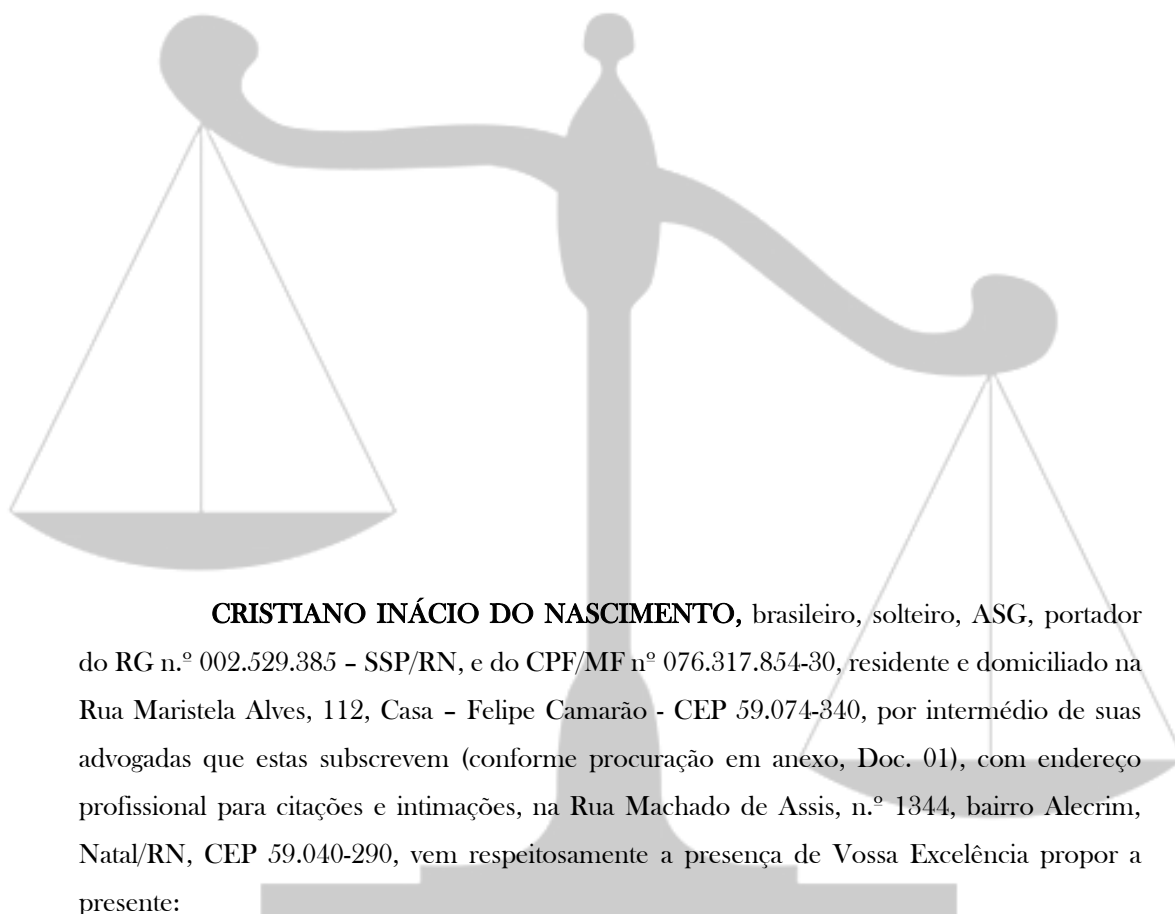 CRISTIANO INÁCIO DO NASCIMENTO, brasileiro, solteiro, ASG, portador
do RG n.º 002.529.385 – SSP/RN, e do CPF/MF nº 076.317.854-30, residente e domiciliado na
Rua Maristela Alves, 112, Casa – Felipe Camarão - CEP 59.074-340, por intermédio de suas
advogadas que estas subscrevem (conforme procuração em anexo, Doc. 01), com endereço
profissional para citações e intimações, na Rua Machado de Assis, n.º 1344, bairro Alecrim,
Natal/RN, CEP 59.040-290, vem respeitosamente a presença de Vossa Excelência propor a
presente: